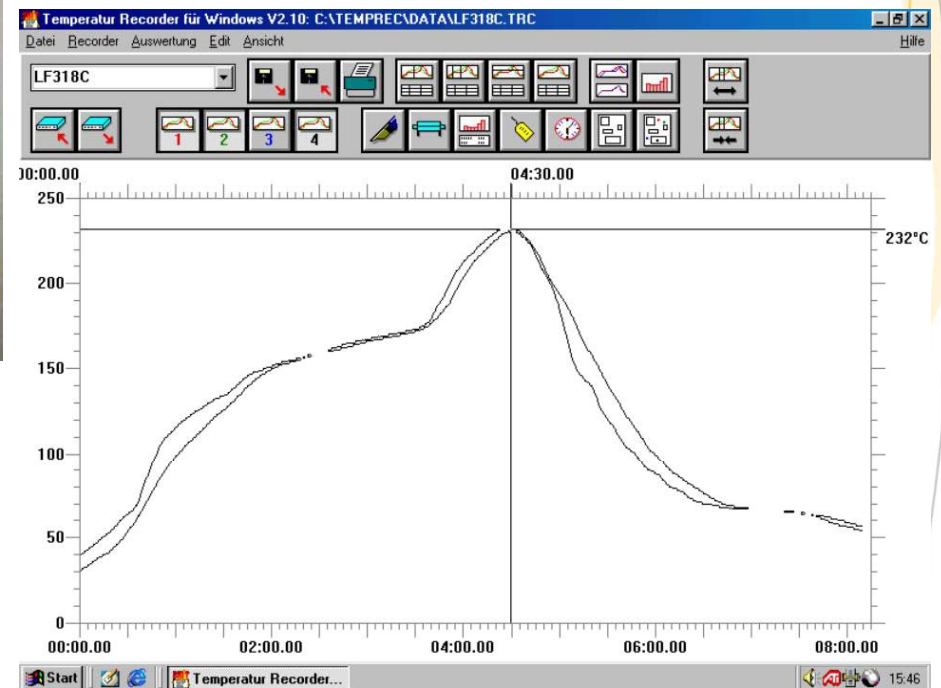 Temperatur Recorder für Windows V2.10: C:\TEMPREC\DATA\LF318C.TRC
Datei Recorder Auswertung Edit Ansicht Hilfe
LF318C
1 2 3 4
00:00.00 04:30.00
250
232°C
200
150
100
50
0
00:00.00 02:00.00 04:00.00 06:00.00 08:00.00
Start Temperatur Recorder... 15:46